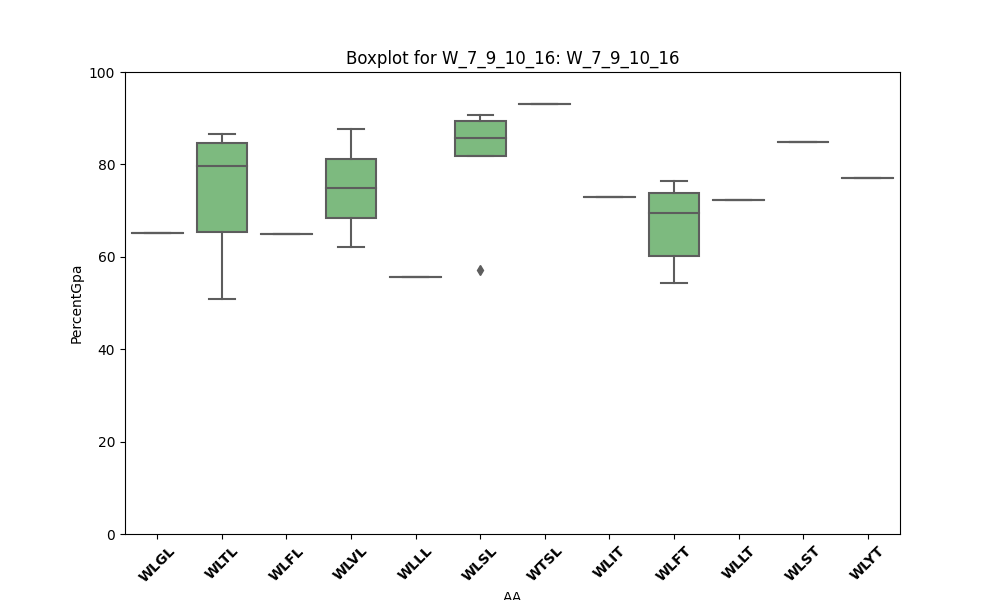 Boxplot for W_7_9_10_16: W_7_9_10_16
PercentGpa
100
80
60
40
20
0
WLGL
WLTL
WLFL
WLVL
WLLL
WLSL
WTSL
WLIT
WLFT
WLLT
WLST
WLYT
AA